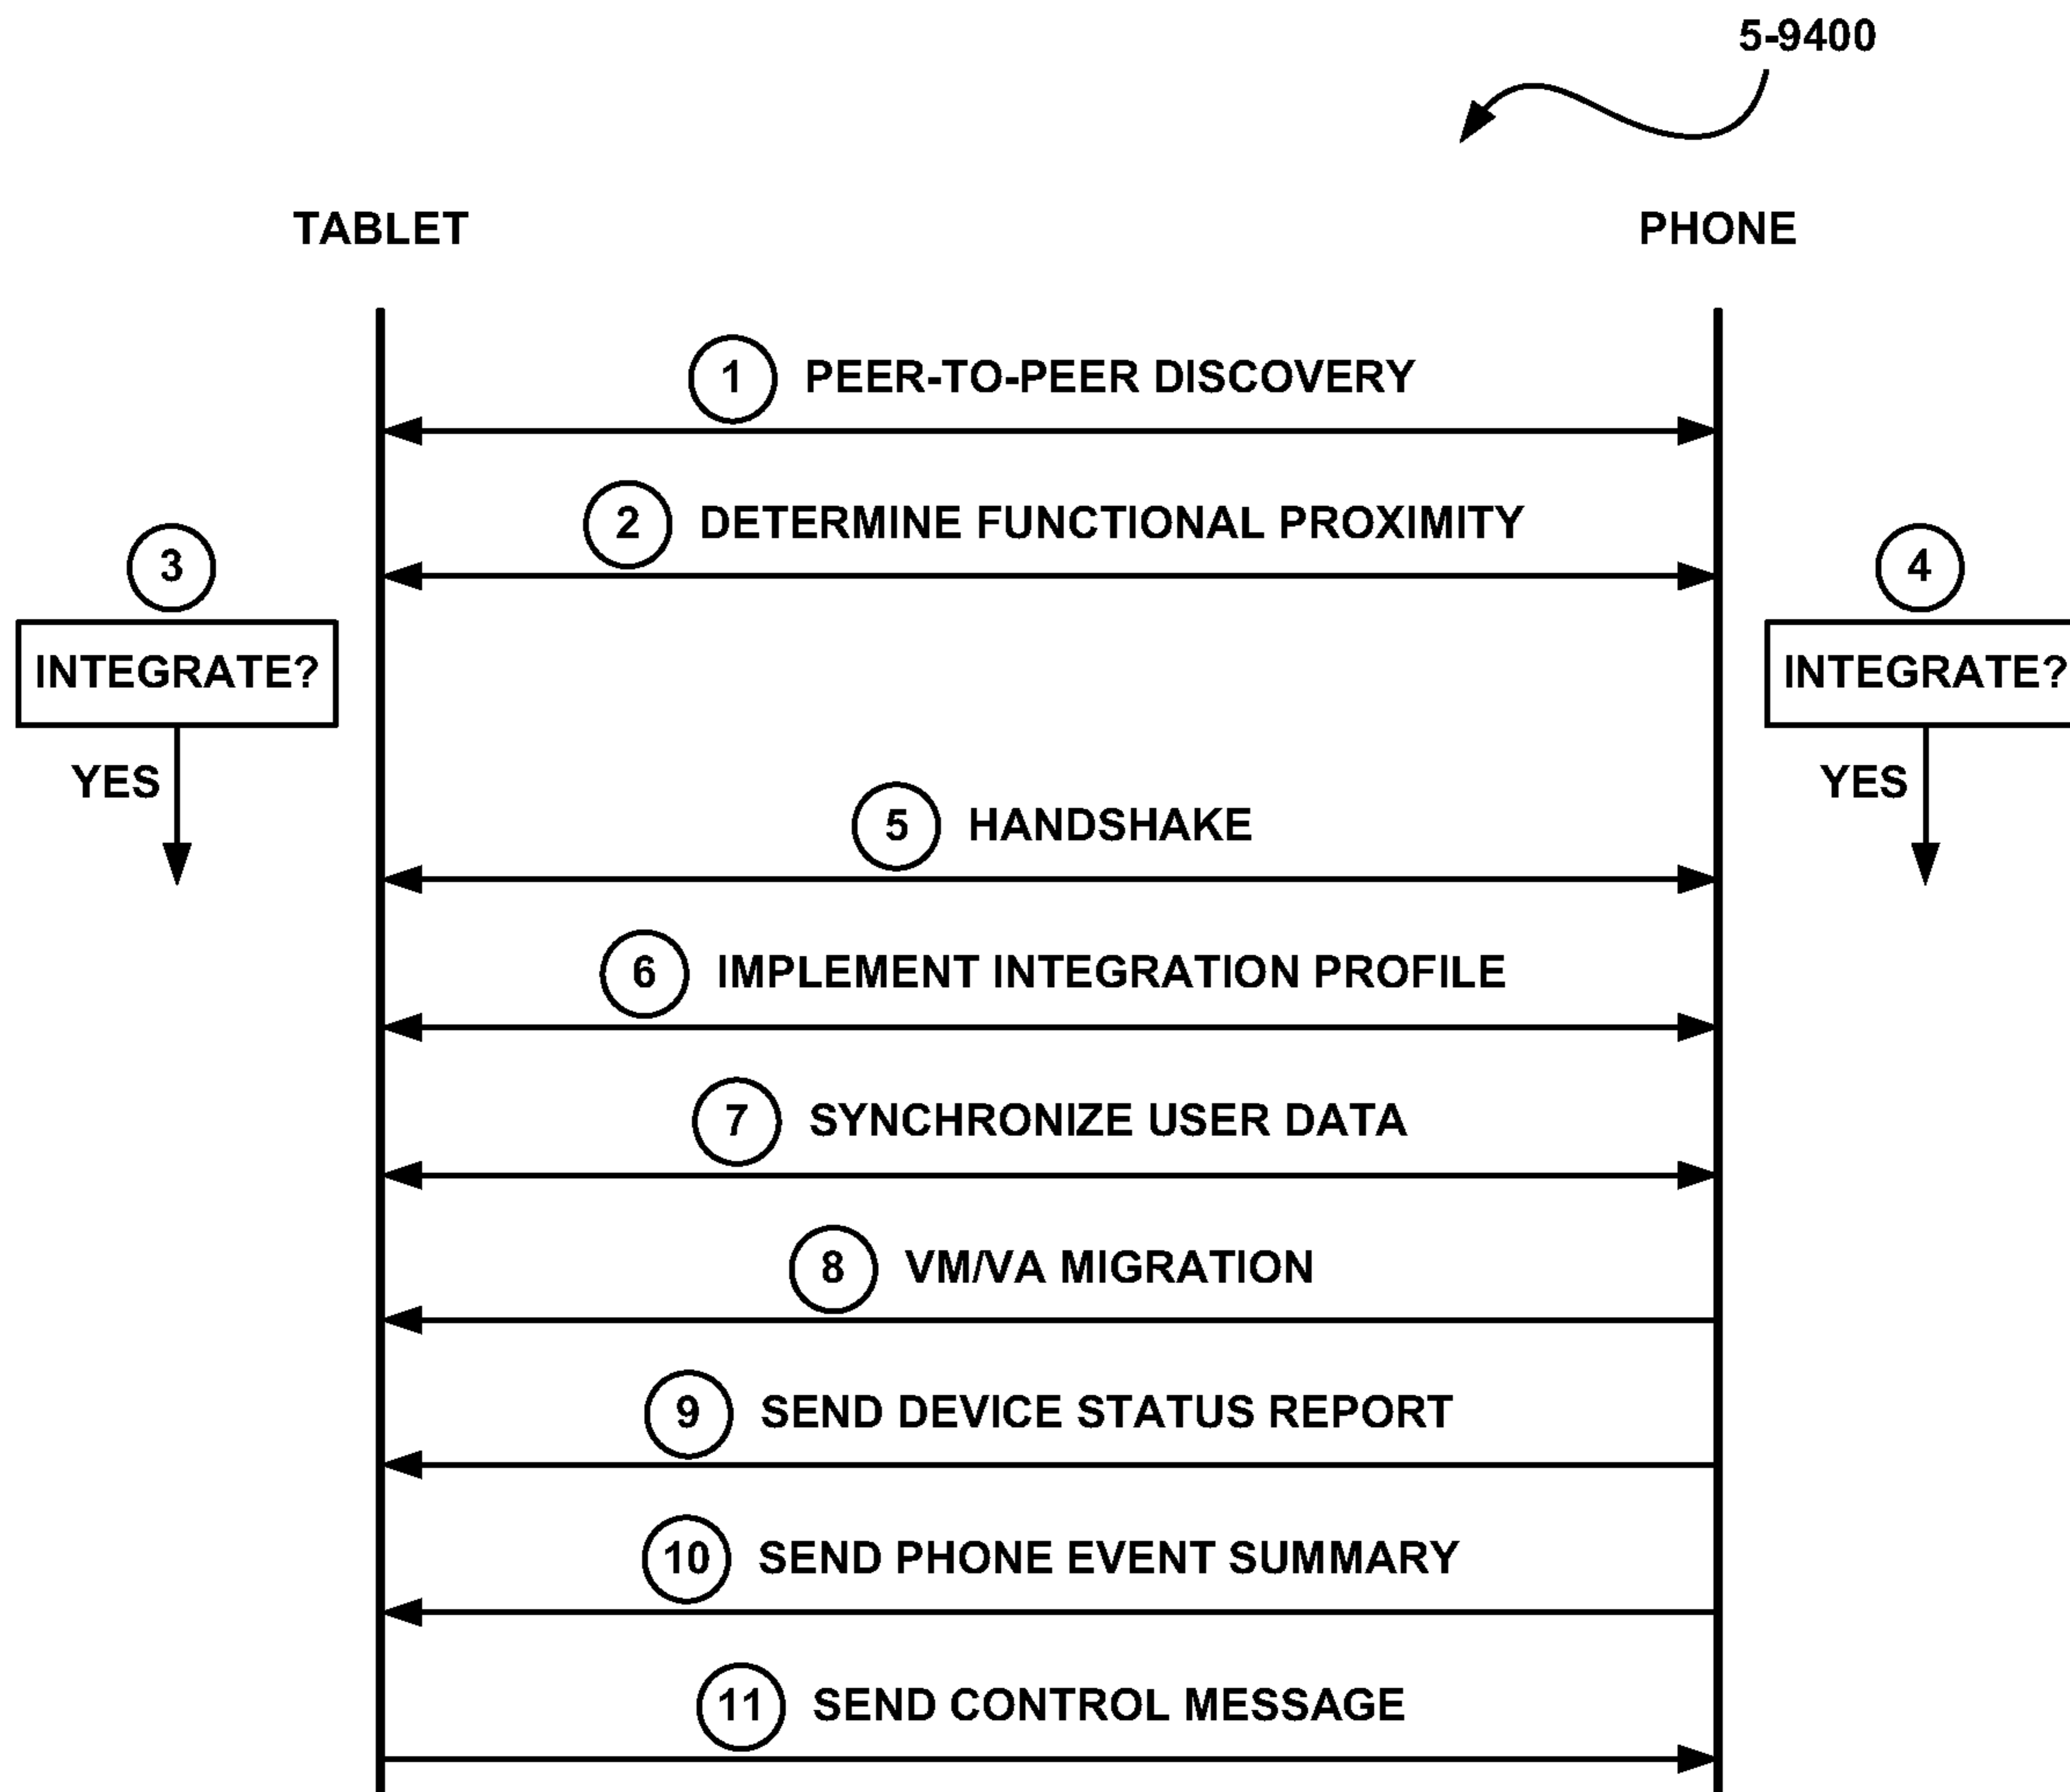 5-9400
TABLET
PHONE
1 PEER-TO-PEER DISCOVERY
2 DETERMINE FUNCTIONAL PROXIMITY
3
4
INTEGRATE?
INTEGRATE?
YES
YES
5 HANDSHAKE
6 IMPLEMENT INTEGRATION PROFILE
7 SYNCHRONIZE USER DATA
8 VM/VA MIGRATION
9 SEND DEVICE STATUS REPORT
10 SEND PHONE EVENT SUMMARY
11 SEND CONTROL MESSAGE